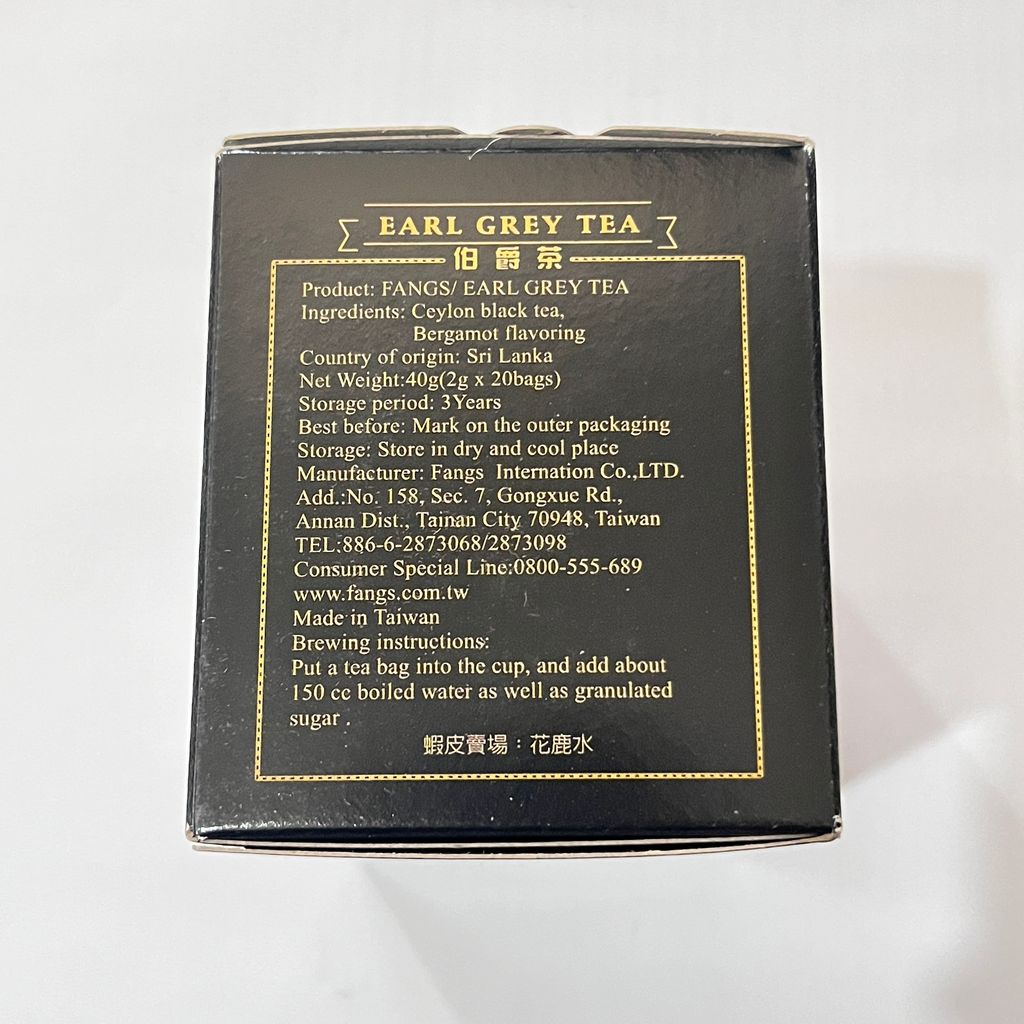 EARL GREY TEA
伯爵茶
Product: FANGS/ EARL GREY TEA
Ingredients: Ceylon black tea,
Bergamot flavoring
Country of origin: Sri Lanka
Net Weight:40g(2g x 20bags)
Storage period: 3Years
Best before: Mark on the outer packaging
Storage: Store in dry and cool place
Manufacturer: Fangs Internation Co.,LTD.
Add.:No. 158, Sec. 7, Gongxue Rd.,
Annan Dist., Tainan City 70948, Taiwan
TEL:886-6-2873068/2873098
Consumer Special Line:0800-555-689
www.fangs.com.tw
Made in Taiwan
Brewing instructions:
Put a tea bag into the cup, and add about
150 cc boiled water as well as granulated
sugar .
蝦皮賣場：花鹿水